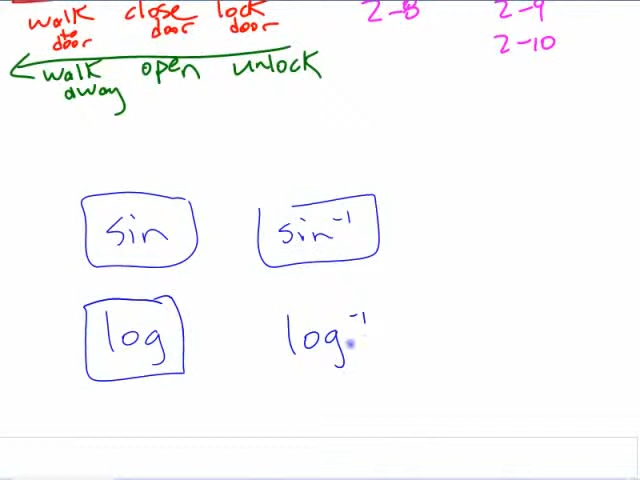 walk to door close door lock door
2-8 2-9
2-10
walk away open unlock
sin sin⁻¹
log log⁻¹